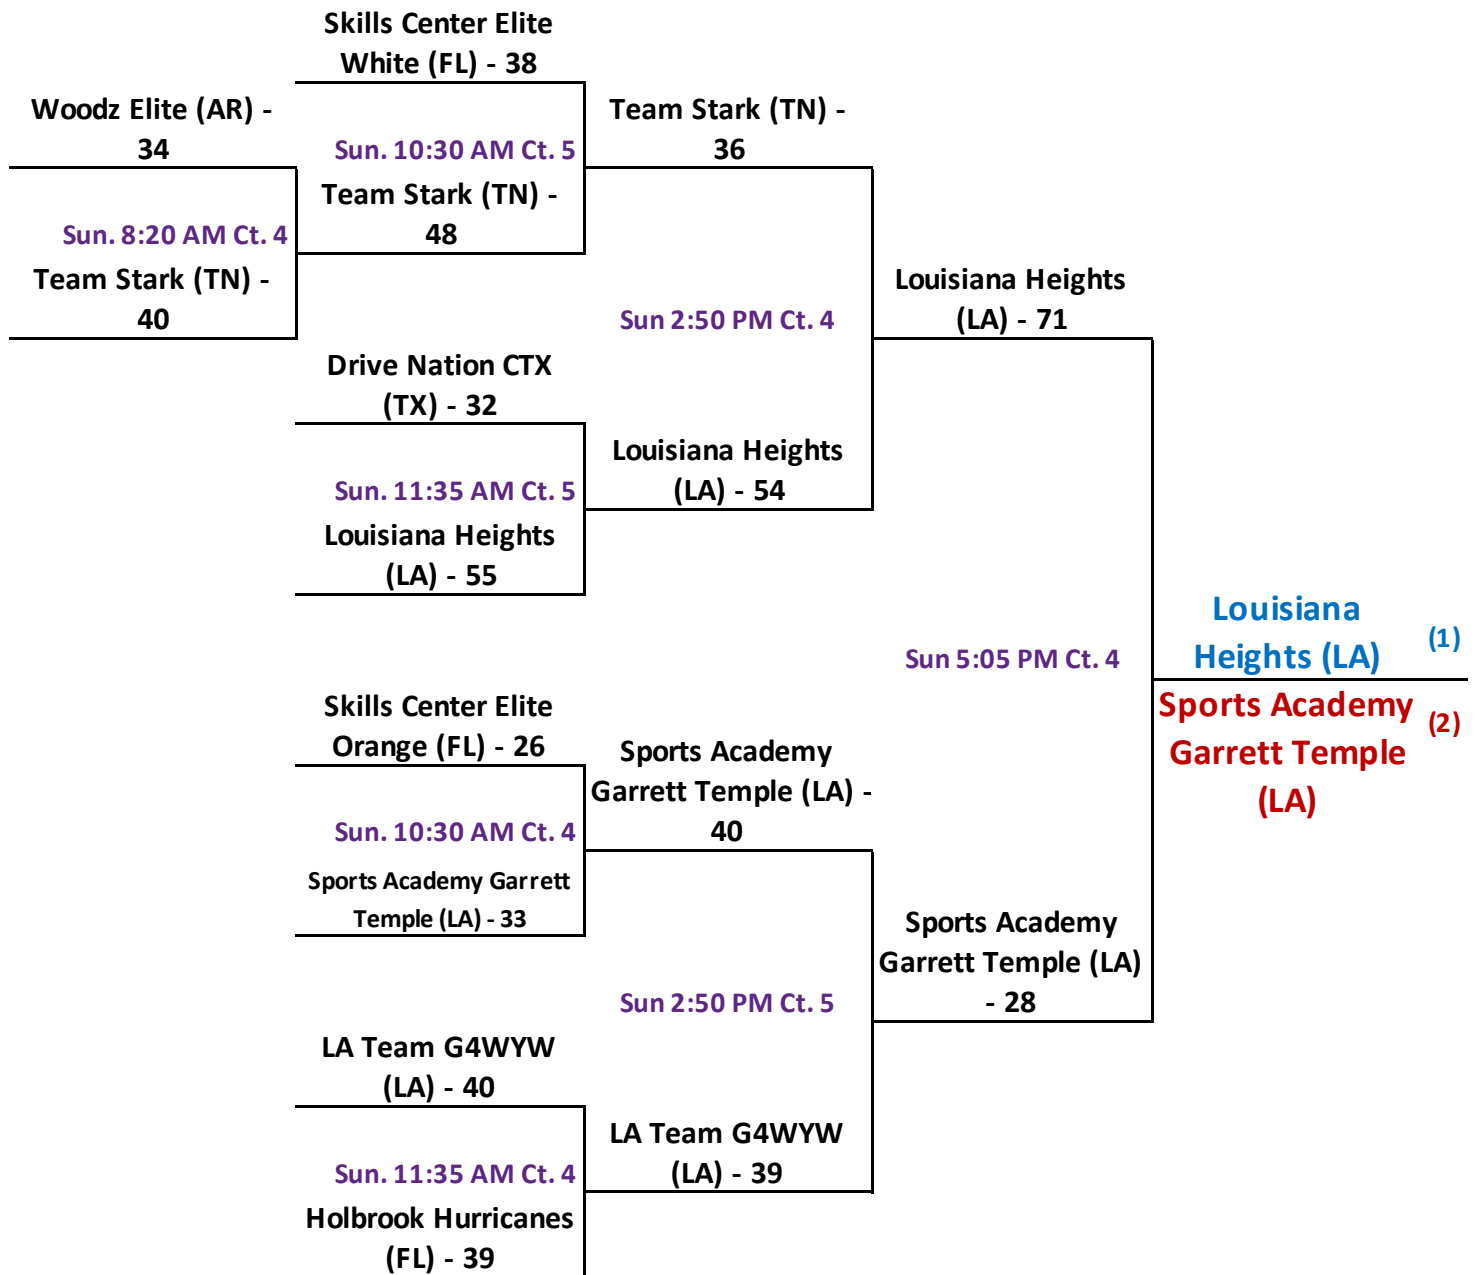 Skills Center Elite
White (FL) - 38
Woodz Elite (AR) -
34
Sun. 10:30 AM Ct. 5
Team Stark (TN) -
36
Team Stark (TN) -
48
Sun. 8:20 AM Ct. 4
Team Stark (TN) -
40
Sun 2:50 PM Ct. 4
Louisiana Heights
(LA) - 71
Drive Nation CTX
(TX) - 32
Sun. 11:35 AM Ct. 5
Louisiana Heights
(LA) - 54
Louisiana Heights
(LA) - 55
Sun 5:05 PM Ct. 4
Louisiana
Heights (LA) (1)
Sports Academy
Garrett Temple
(LA)
(2)
Skills Center Elite
Orange (FL) - 26
Sun. 10:30 AM Ct. 4
Sports Academy
Garrett Temple (LA) -
40
Sports Academy Garrett
Temple (LA) - 33
Sun 2:50 PM Ct. 5
Sports Academy
Garrett Temple (LA)
- 28
LA Team G4WYW
(LA) - 40
Sun. 11:35 AM Ct. 4
LA Team G4WYW
(LA) - 39
Holbrook Hurricanes
(FL) - 39